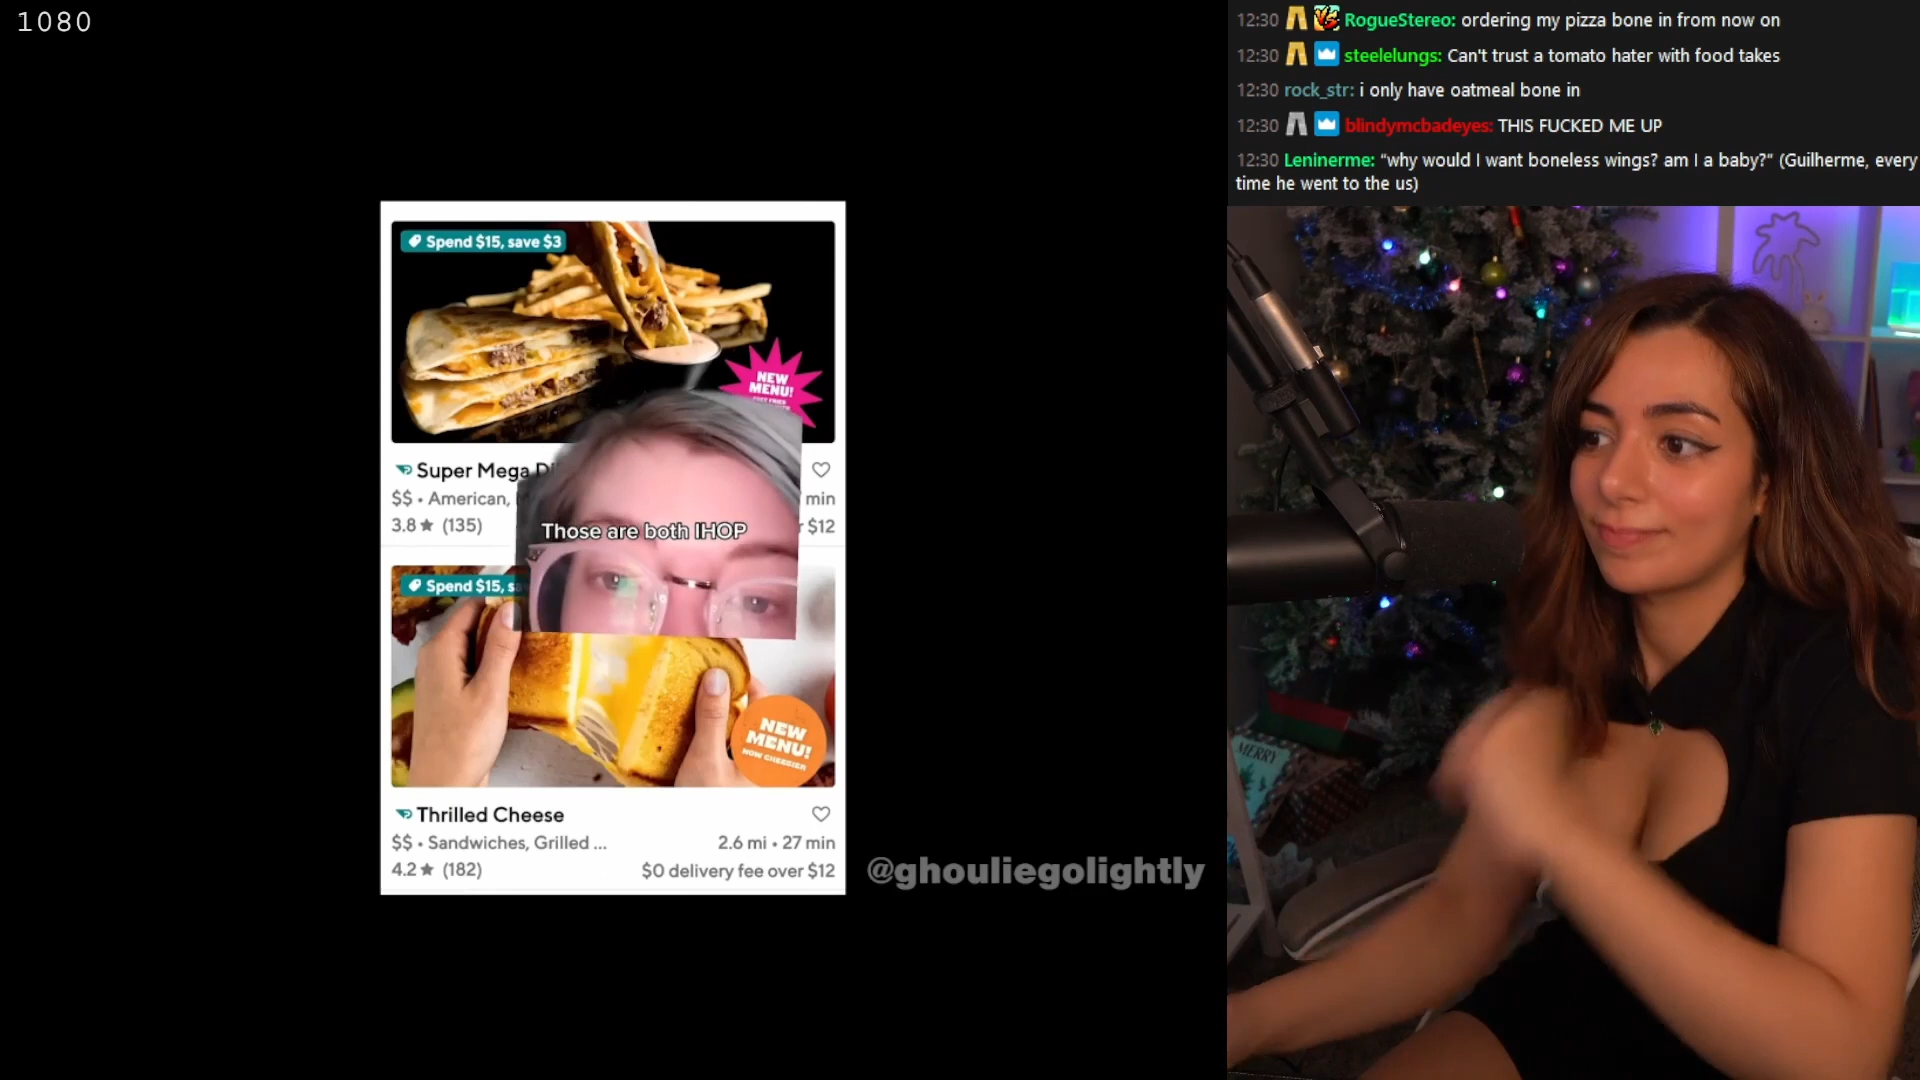 1080
12:30 RogueStereo: ordering my pizza bone in from now on
12:30 steelelungs: Can't trust a tomato hater with food takes
12:30 rock_str: i only have oatmeal bone in
12:30 blindymcbadeyes: THIS FUCKED ME UP
12:30 Leninerme: “why would I want boneless wings? am I a baby?” (Guilherme, every
time he went to the us)
Spend $15, save $3
NEW
MENU!
Super Mega
$$ • American,
min
3.8 ★ (135)
$12
Those are both IHOP
Spend $15,
NEW
MENU!
NOW CHEESIER
Thrilled Cheese
$$ • Sandwiches, Grilled ...
2.6 mi • 27 min
4.2 ★ (182)
$0 delivery fee over $12
@ghouliegolightly
MERRY